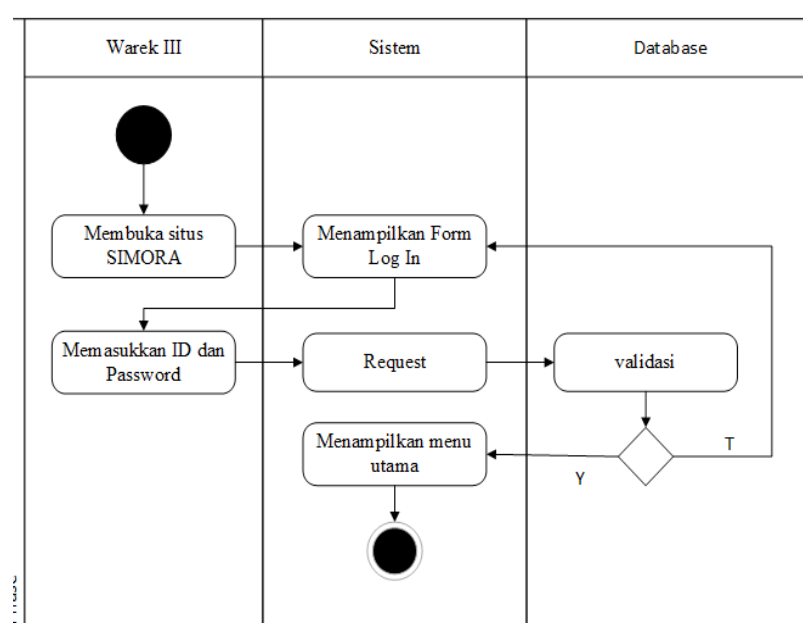 Warek III
Sistem
Database
Membuka situs
SIMORA
Menampilkan Form
Log In
Memasukkan ID dan
Password
Request
validasi
Menampilkan menu
utama
Y
T